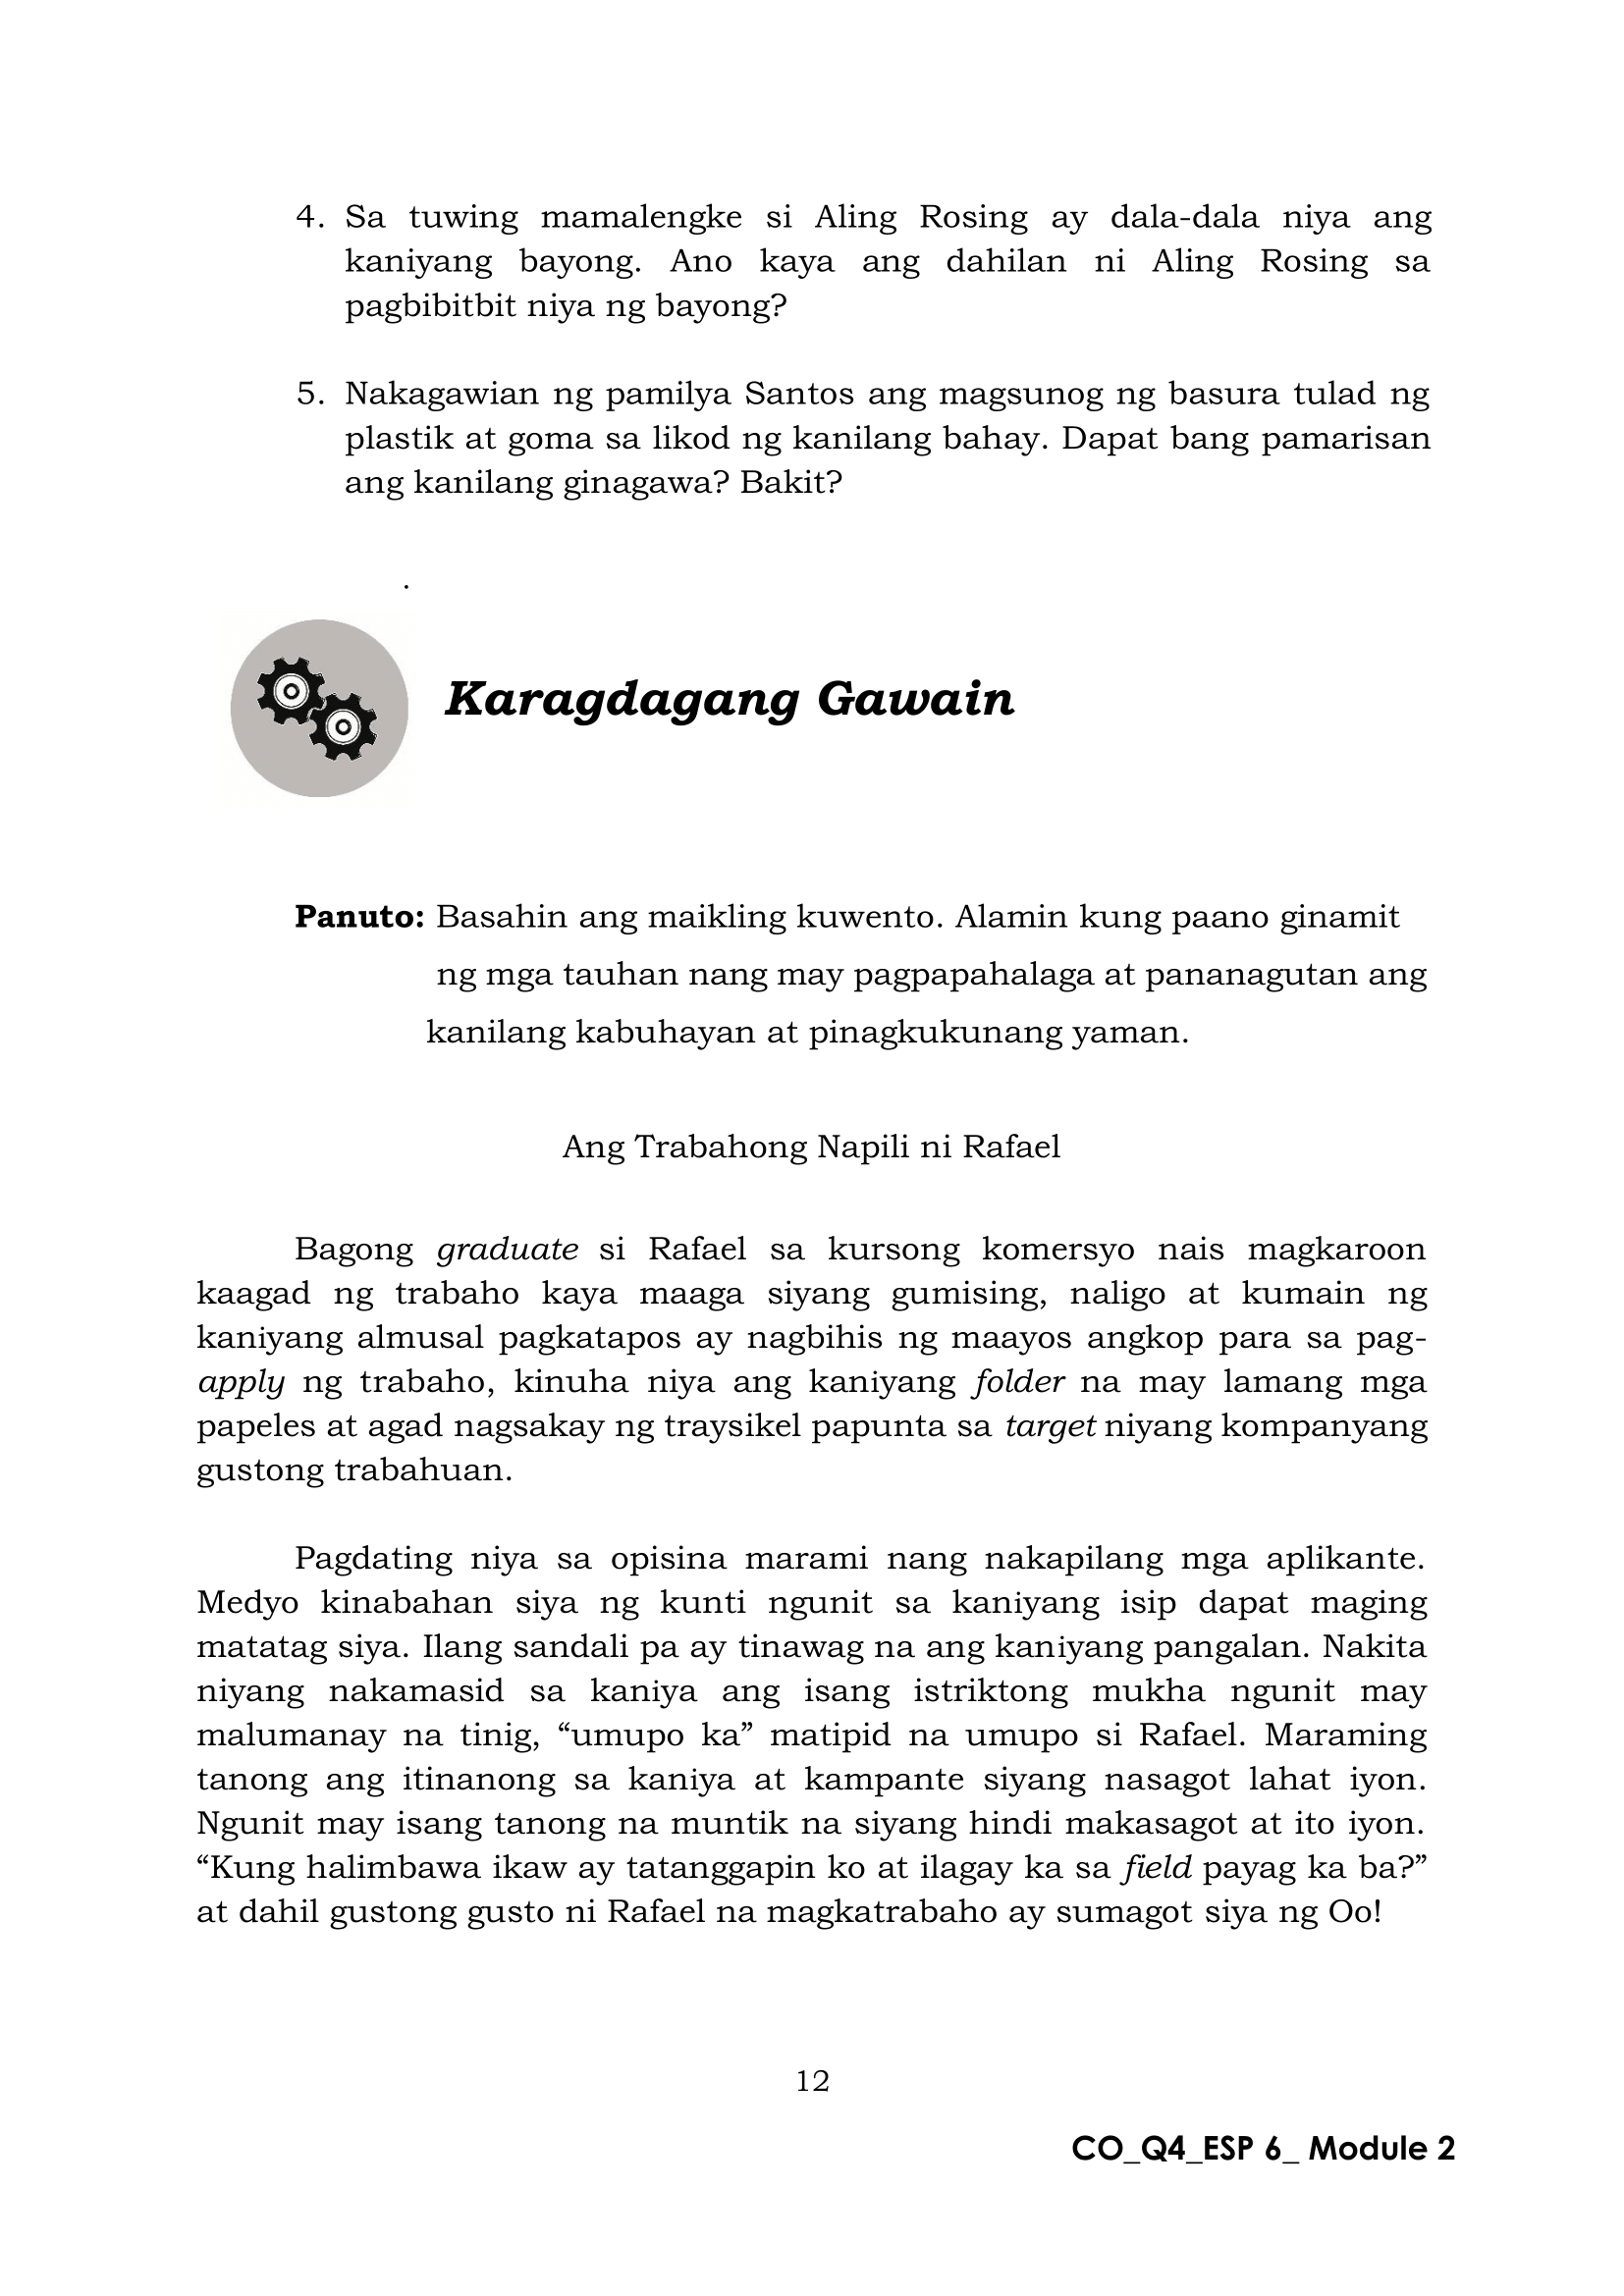 4. Sa tuwing mamalengke si Aling Rosing ay dala-dala niya ang
kaniyang bayong. Ano kaya ang dahilan ni Aling Rosing sa
pagbibitbit niya ng bayong?
5. Nakagawian ng pamilya Santos ang magsunog ng basura tulad ng
plastik at goma sa likod ng kanilang bahay. Dapat bang pamarisan
ang kanilang ginagawa? Bakit?
.
Karagdagang Gawain
Panuto: Basahin ang maikling kuwento. Alamin kung paano ginamit
ng mga tauhan nang may pagpapahalaga at pananagutan ang
kanilang kabuhayan at pinagkukunang yaman.
Ang Trabahong Napili ni Rafael
Bagong graduate si Rafael sa kursong komersyo nais magkaroon
kaagad ng trabaho kaya maaga siyang gumising, naligo at kumain ng
kaniyang almusal pagkatapos ay nagbihis ng maayos angkop para sa pag-
apply ng trabaho, kinuha niya ang kaniyang folder na may lamang mga
papeles at agad nagsakay ng traysikel papunta sa target niyang kompanyang
gustong trabahuan.
Pagdating niya sa opisina marami nang nakapilang mga aplikante.
Medyo kinabahan siya ng kunti ngunit sa kaniyang isip dapat maging
matatag siya. Ilang sandali pa ay tinawag na ang kaniyang pangalan. Nakita
niyang nakamasid sa kaniya ang isang istriktong mukha ngunit may
malumanay na tinig, “umupo ka” matipid na umupo si Rafael. Maraming
tanong ang itinanong sa kaniya at kampante siyang nasagot lahat iyon.
Ngunit may isang tanong na muntik na siyang hindi makasagot at ito iyon.
“Kung halimbawa ikaw ay tatanggapin ko at ilagay ka sa field payag ka ba?”
at dahil gustong gusto ni Rafael na magkatrabaho ay sumagot siya ng Oo!
12
CO_Q4_ESP 6_ Module 2